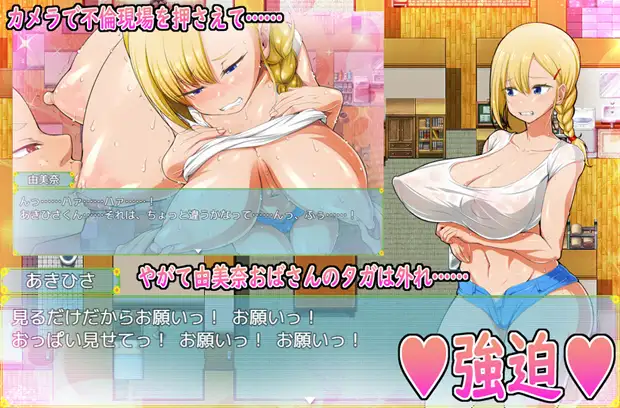 カメラで不倫現場を押さえて……
由美奈
んっ……ハァ……ハァ……！
あきひさくん……それは、ちょっと違うかなって……んっ、ふぅ……！
やがて由美奈おばさんのタガは外れ……
あきひさ
見るだけだからお願いっ！ お願いっ！
おっぱい見せてっ！ お願いっ！ お願いっ！
♥強迫♥